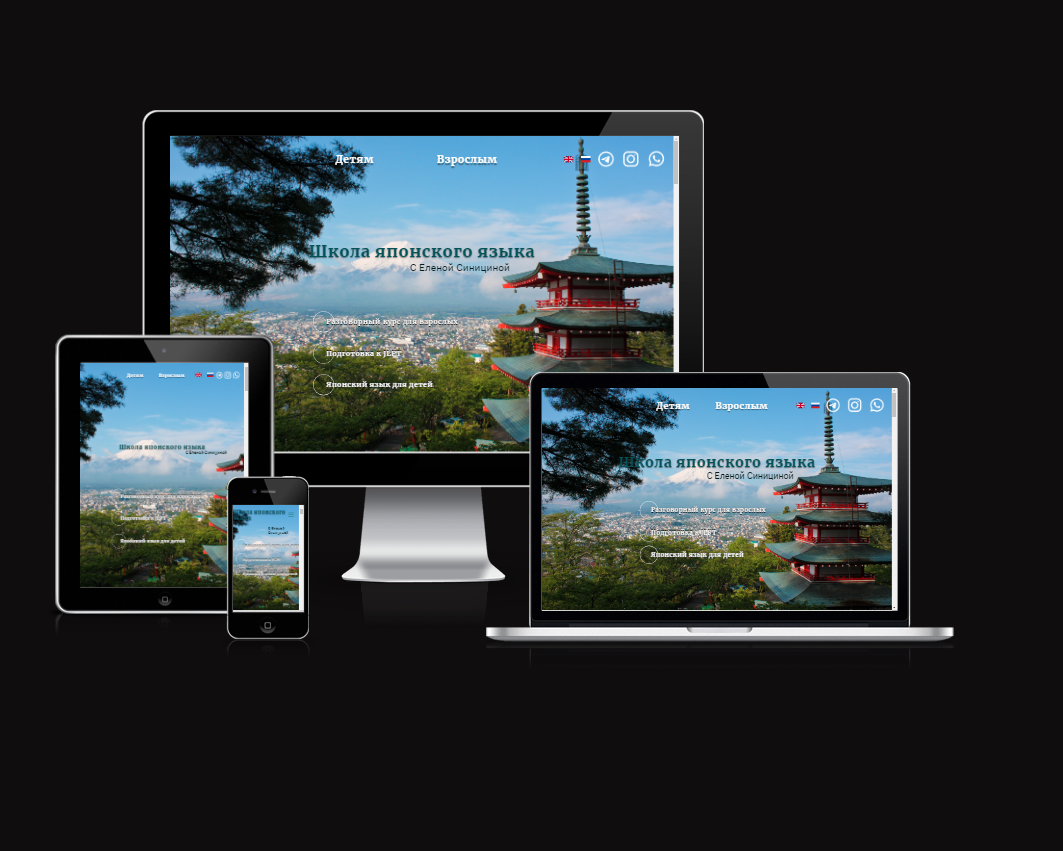 Детям Взрослым
Школа японского языка
С Еленой Синициной
Разговорный курс для взрослых
Подготовка к JLPT
Японский язык для детей
Детям Взрослым
Школа японского языка
С Еленой Синициной
Разговорный курс для взрослых
Подготовка к JLPT
Японский язык для детей
Детям Взрослым
Школа японского языка
С Еленой Синициной
Разговорный курс для взрослых
Подготовка к JLPT
Японский язык для детей
японского
С Еленой
Синициной